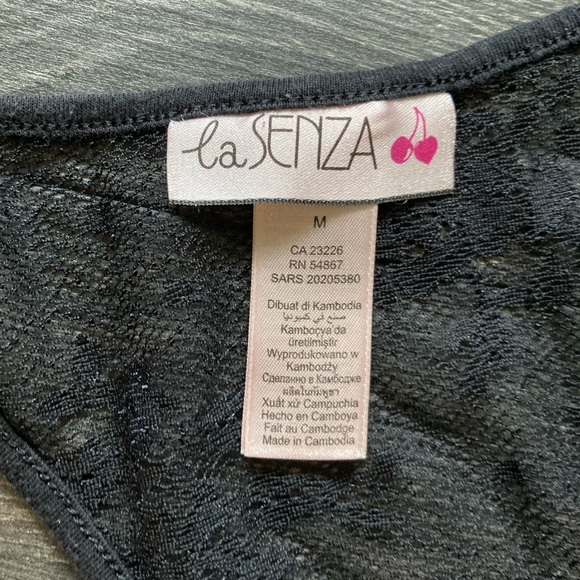 la SENZA
M
CA 23226
RN 54867
SARS 20205380
Dibuat di Kambodia
صنع في كمبوديا
Kamboçya da
üretilmiştir
Wyprodukowano w
Kambodży
Сделанно в Камбодже
ผลิตในกัมพูชา
Xuất xứ Campuchia
Hecho en Camboya
Fait au Cambodge
Made in Cambodia